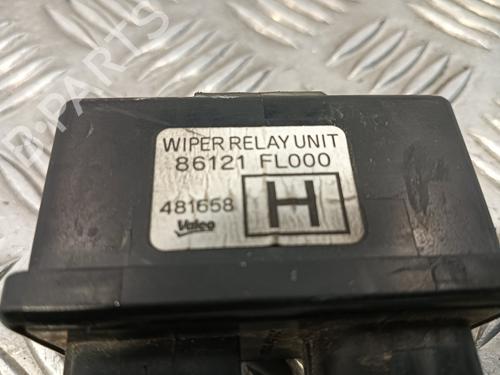 WIPER RELAY UNIT
86121 FL000
481658 H
Valeo